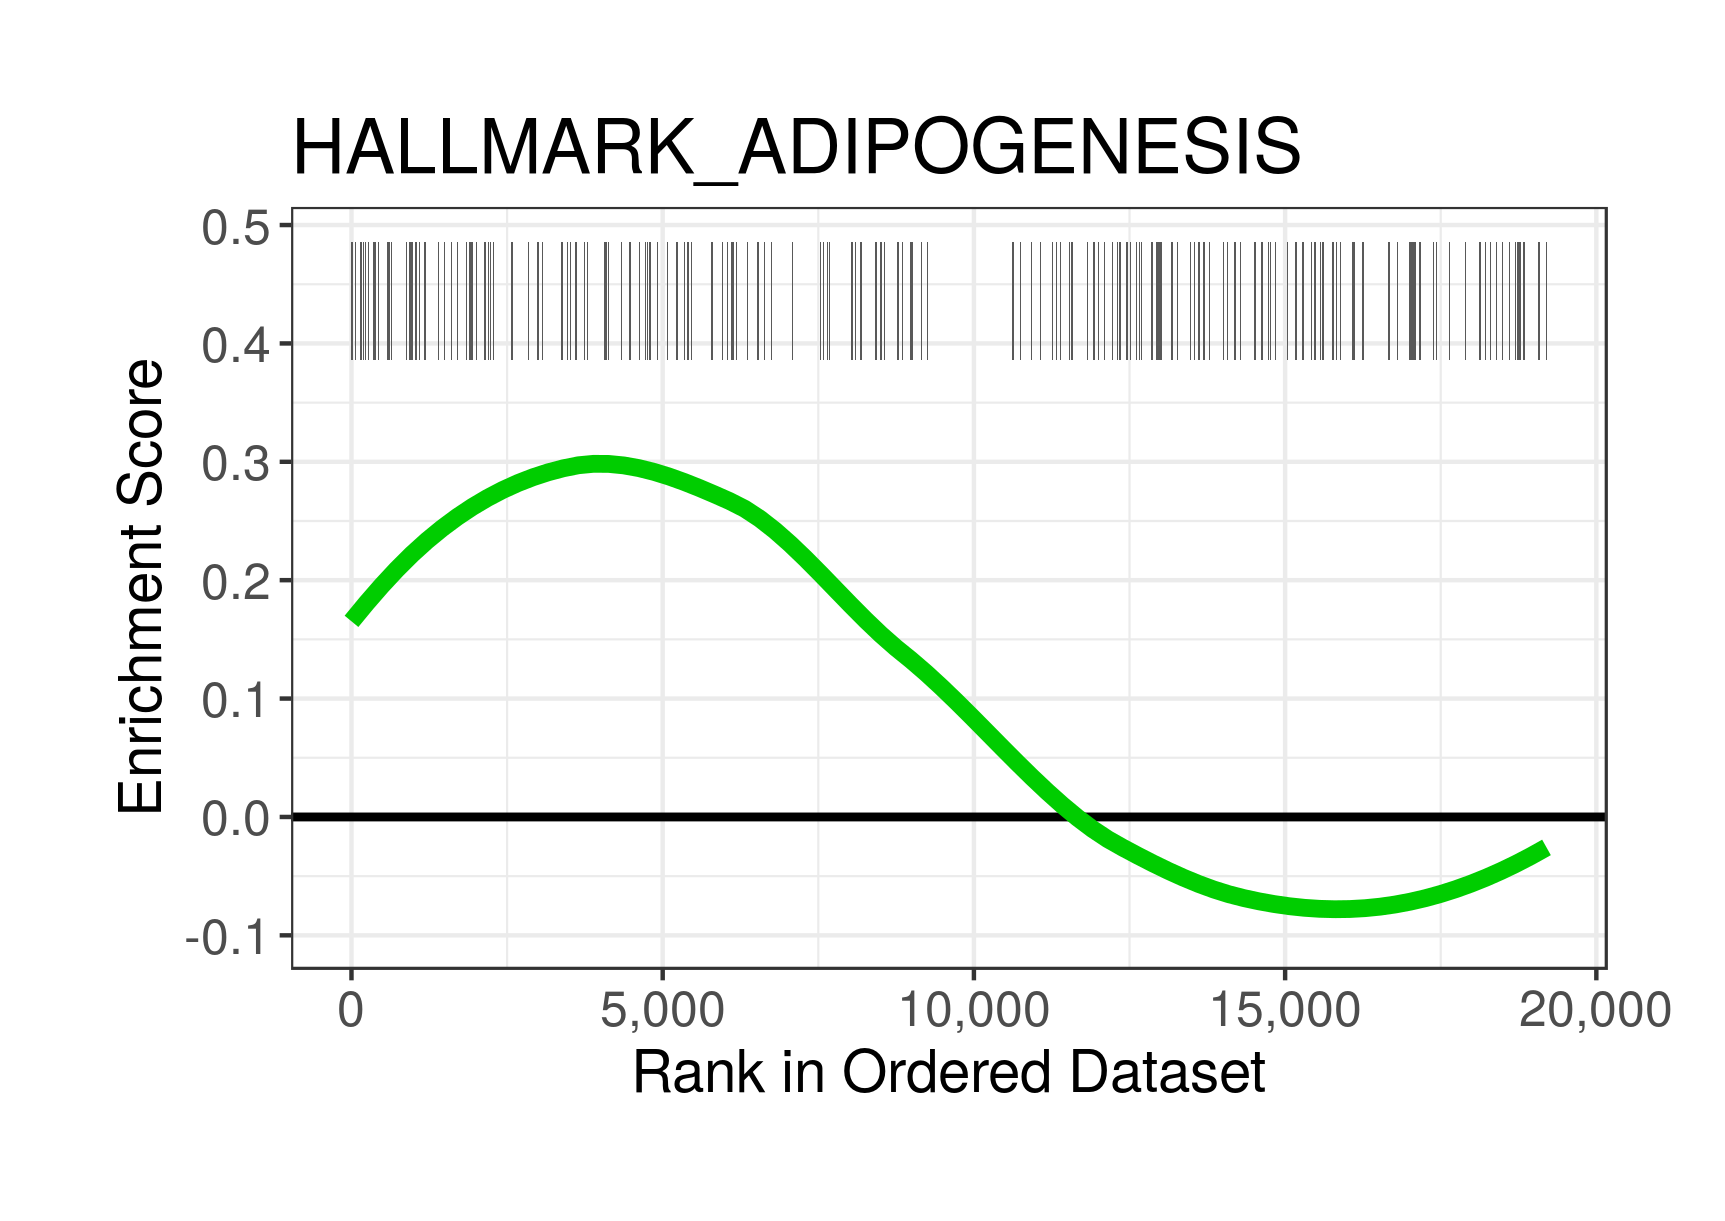 HALLMARK_ADIPOGENESIS
Enrichment Score
0.5
0.4
0.3
0.2
0.1
0.0
-0.1
0 5,000 10,000 15,000 20,000
Rank in Ordered Dataset